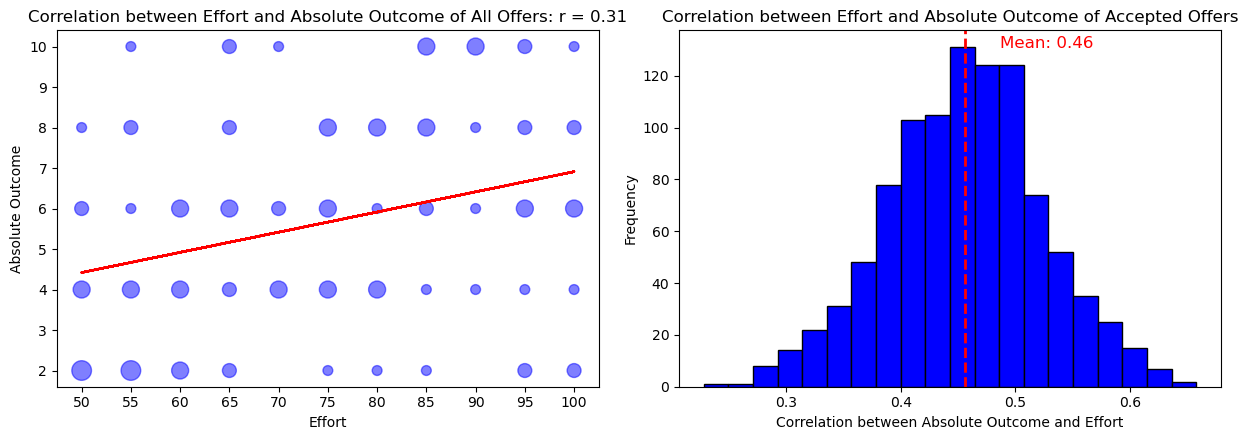 Correlation between Effort and Absolute Outcome of All Offers: r = 0.31
10
9
8
7
6
5
4
3
2
Absolute Outcome
50 55 60 65 70 75 80 85 90 95 100
Effort
Correlation between Effort and Absolute Outcome of Accepted Offers
Mean: 0.46
120
100
80
60
40
20
0
Frequency
0.3 0.4 0.5 0.6
Correlation between Absolute Outcome and Effort